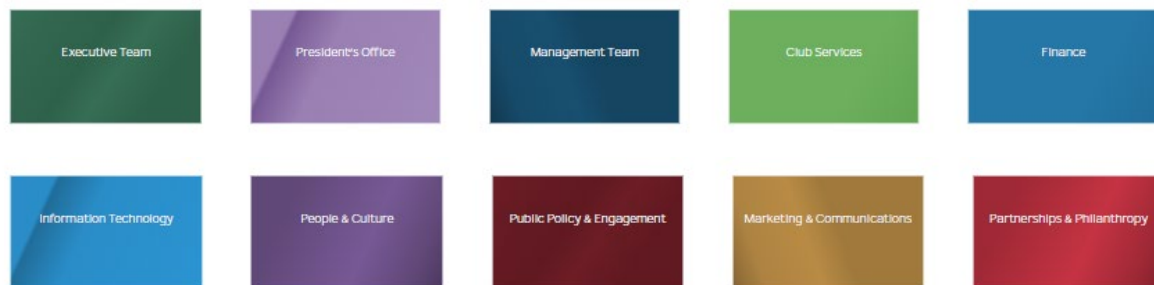 Executive Team
President's Office
Management Team
Club Services
Finance
Information Technology
People & Culture
Public Policy & Engagement
Marketing & Communications
Partnerships & Philanthropy